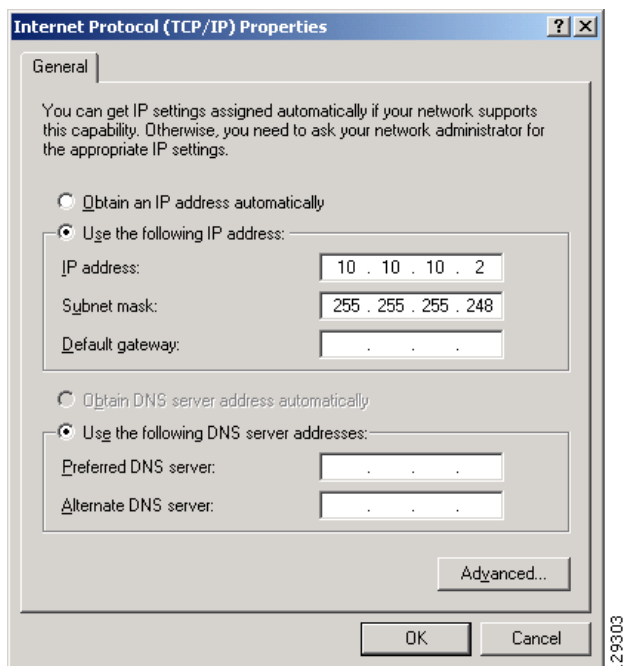 Internet Protocol (TCP/IP) Properties
General
You can get IP settings assigned automatically if your network supports
this capability. Otherwise, you need to ask your network administrator for
the appropriate IP settings.
Obtain an IP address automatically
Use the following IP address:
IP address: 10 . 10 . 10 . 2
Subnet mask: 255 . 255 . 255 . 248
Default gateway: . . .
Obtain DNS server address automatically
Use the following DNS server addresses:
Preferred DNS server: . . .
Alternate DNS server: . . .
Advanced...
OK Cancel
29303